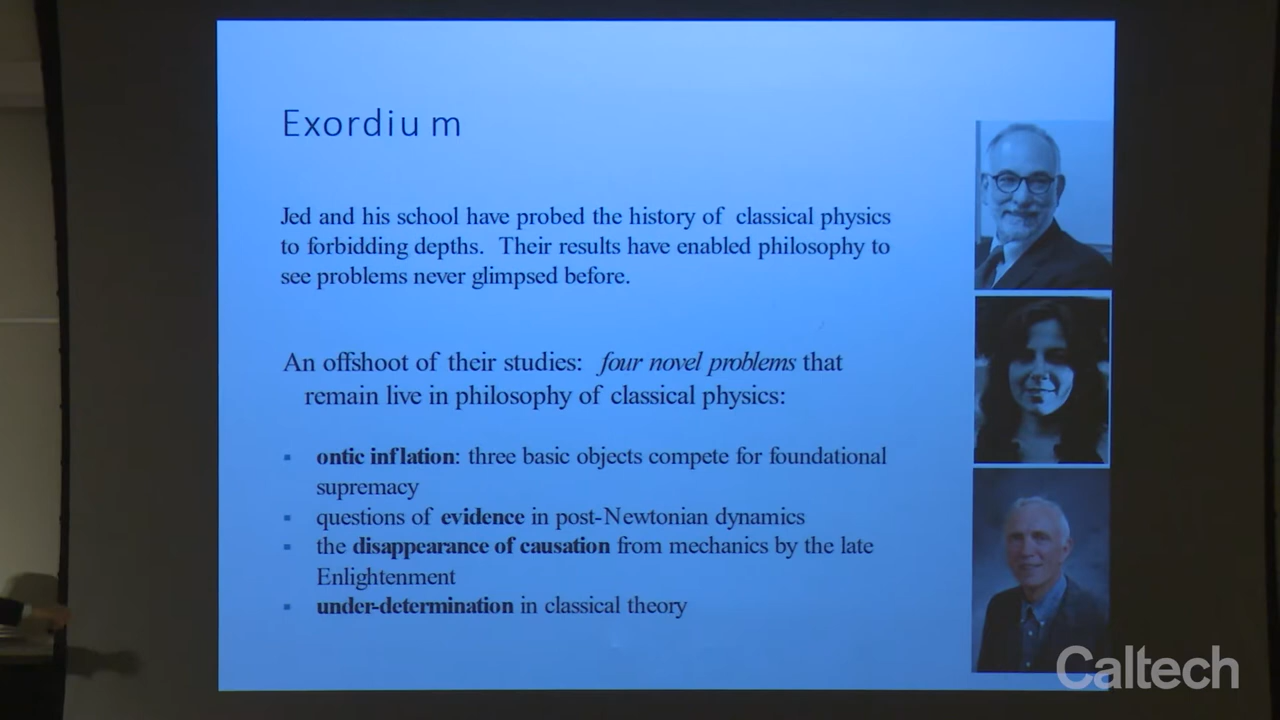 Exordium
Jed and his school have probed the history of classical physics
to forbidding depths. Their results have enabled philosophy to
see problems never glimpsed before.
An offshoot of their studies: four novel problems that
remain live in philosophy of classical physics:
▪ ontic inflation: three basic objects compete for foundational
supremacy
▪ questions of evidence in post-Newtonian dynamics
▪ the disappearance of causation from mechanics by the late
Enlightenment
▪ under-determination in classical theory
Caltech